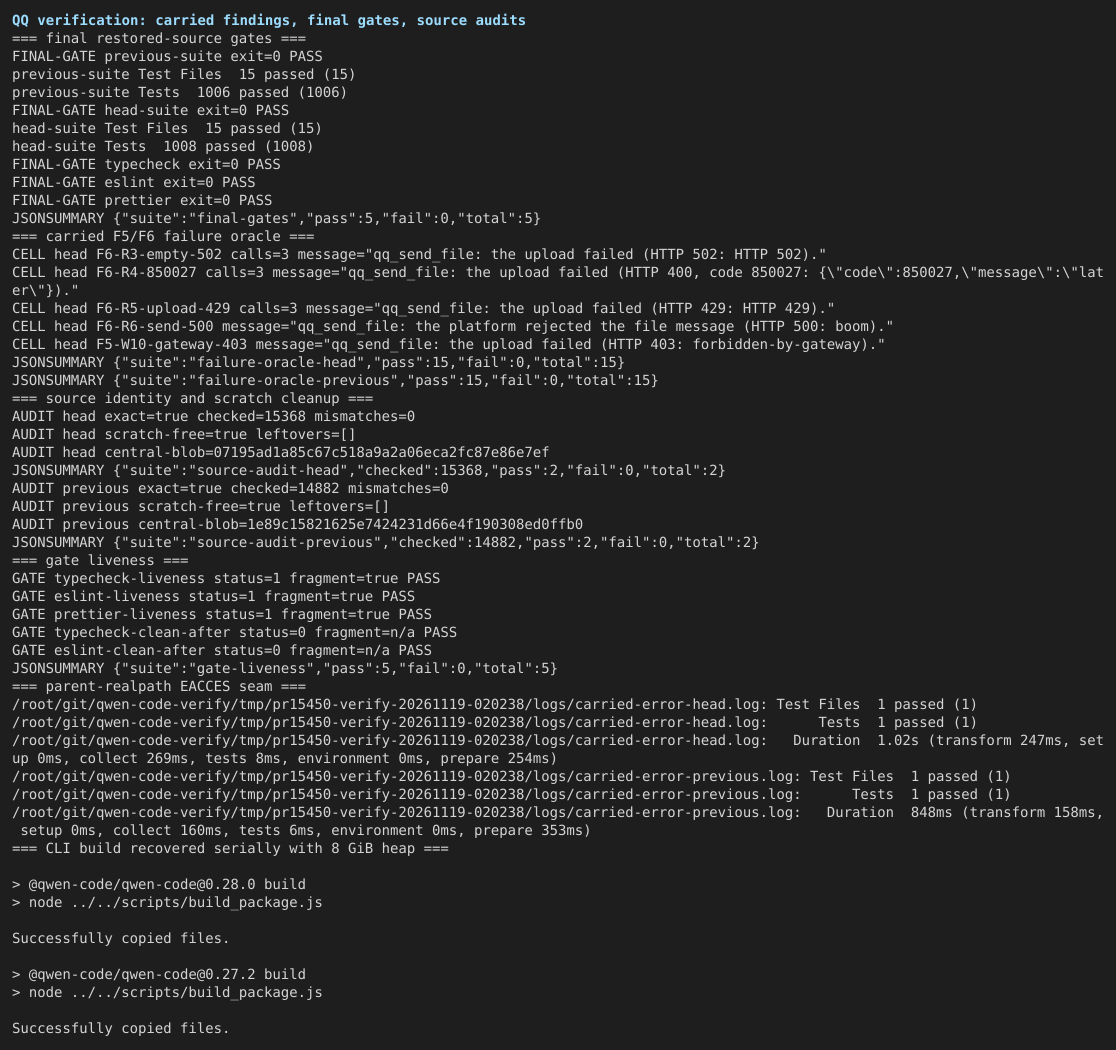 QQ verification: carried findings, final gates, source audits
=== final restored-source gates ===
FINAL-GATE previous-suite exit=0 PASS
previous-suite Test Files  15 passed (15)
previous-suite Tests  1006 passed (1006)
FINAL-GATE head-suite exit=0 PASS
head-suite Test Files  15 passed (15)
head-suite Tests  1008 passed (1008)
FINAL-GATE typecheck exit=0 PASS
FINAL-GATE eslint exit=0 PASS
FINAL-GATE prettier exit=0 PASS
JSONSUMMARY {"suite":"final-gates","pass":5,"fail":0,"total":5}
=== carried F5/F6 failure oracle ===
CELL head F6-R3-empty-502 calls=3 message="qq_send_file: the upload failed (HTTP 502: HTTP 502)."
CELL head F6-R4-850027 calls=3 message="qq_send_file: the upload failed (HTTP 400, code 850027: {\"code\":850027,\"message\":\"lat
er\"})."
CELL head F6-R5-upload-429 calls=3 message="qq_send_file: the upload failed (HTTP 429: HTTP 429)."
CELL head F6-R6-send-500 message="qq_send_file: the platform rejected the file message (HTTP 500: boom)."
CELL head F5-W10-gateway-403 message="qq_send_file: the upload failed (HTTP 403: forbidden-by-gateway)."
JSONSUMMARY {"suite":"failure-oracle-head","pass":15,"fail":0,"total":15}
JSONSUMMARY {"suite":"failure-oracle-previous","pass":15,"fail":0,"total":15}
=== source identity and scratch cleanup ===
AUDIT head exact=true checked=15368 mismatches=0
AUDIT head scratch-free=true leftovers=[]
AUDIT head central-blob=07195ad1a85c67c518a9a2a06eca2fc87e86e7ef
JSONSUMMARY {"suite":"source-audit-head","checked":15368,"pass":2,"fail":0,"total":2}
AUDIT previous exact=true checked=14882 mismatches=0
AUDIT previous scratch-free=true leftovers=[]
AUDIT previous central-blob=1e89c15821625e7424231d66e4f190308ed0ffb0
JSONSUMMARY {"suite":"source-audit-previous","checked":14882,"pass":2,"fail":0,"total":2}
=== gate liveness ===
GATE typecheck-liveness status=1 fragment=true PASS
GATE eslint-liveness status=1 fragment=true PASS
GATE prettier-liveness status=1 fragment=true PASS
GATE typecheck-clean-after status=0 fragment=n/a PASS
GATE eslint-clean-after status=0 fragment=n/a PASS
JSONSUMMARY {"suite":"gate-liveness","pass":5,"fail":0,"total":5}
=== parent-realpath EACCES seam ===
/root/git/qwen-code-verify/tmp/pr15450-verify-20261119-020238/logs/carried-error-head.log: Test Files  1 passed (1)
/root/git/qwen-code-verify/tmp/pr15450-verify-20261119-020238/logs/carried-error-head.log:      Tests  1 passed (1)
/root/git/qwen-code-verify/tmp/pr15450-verify-20261119-020238/logs/carried-error-head.log:   Duration  1.02s (transform 247ms, set
up 0ms, collect 269ms, tests 8ms, environment 0ms, prepare 254ms)
/root/git/qwen-code-verify/tmp/pr15450-verify-20261119-020238/logs/carried-error-previous.log: Test Files  1 passed (1)
/root/git/qwen-code-verify/tmp/pr15450-verify-20261119-020238/logs/carried-error-previous.log:      Tests  1 passed (1)
/root/git/qwen-code-verify/tmp/pr15450-verify-20261119-020238/logs/carried-error-previous.log:   Duration  848ms (transform 158ms,
 setup 0ms, collect 160ms, tests 6ms, environment 0ms, prepare 353ms)
=== CLI build recovered serially with 8 GiB heap ===

> @qwen-code/qwen-code@0.28.0 build
> node ../../scripts/build_package.js

Successfully copied files.

> @qwen-code/qwen-code@0.27.2 build
> node ../../scripts/build_package.js

Successfully copied files.